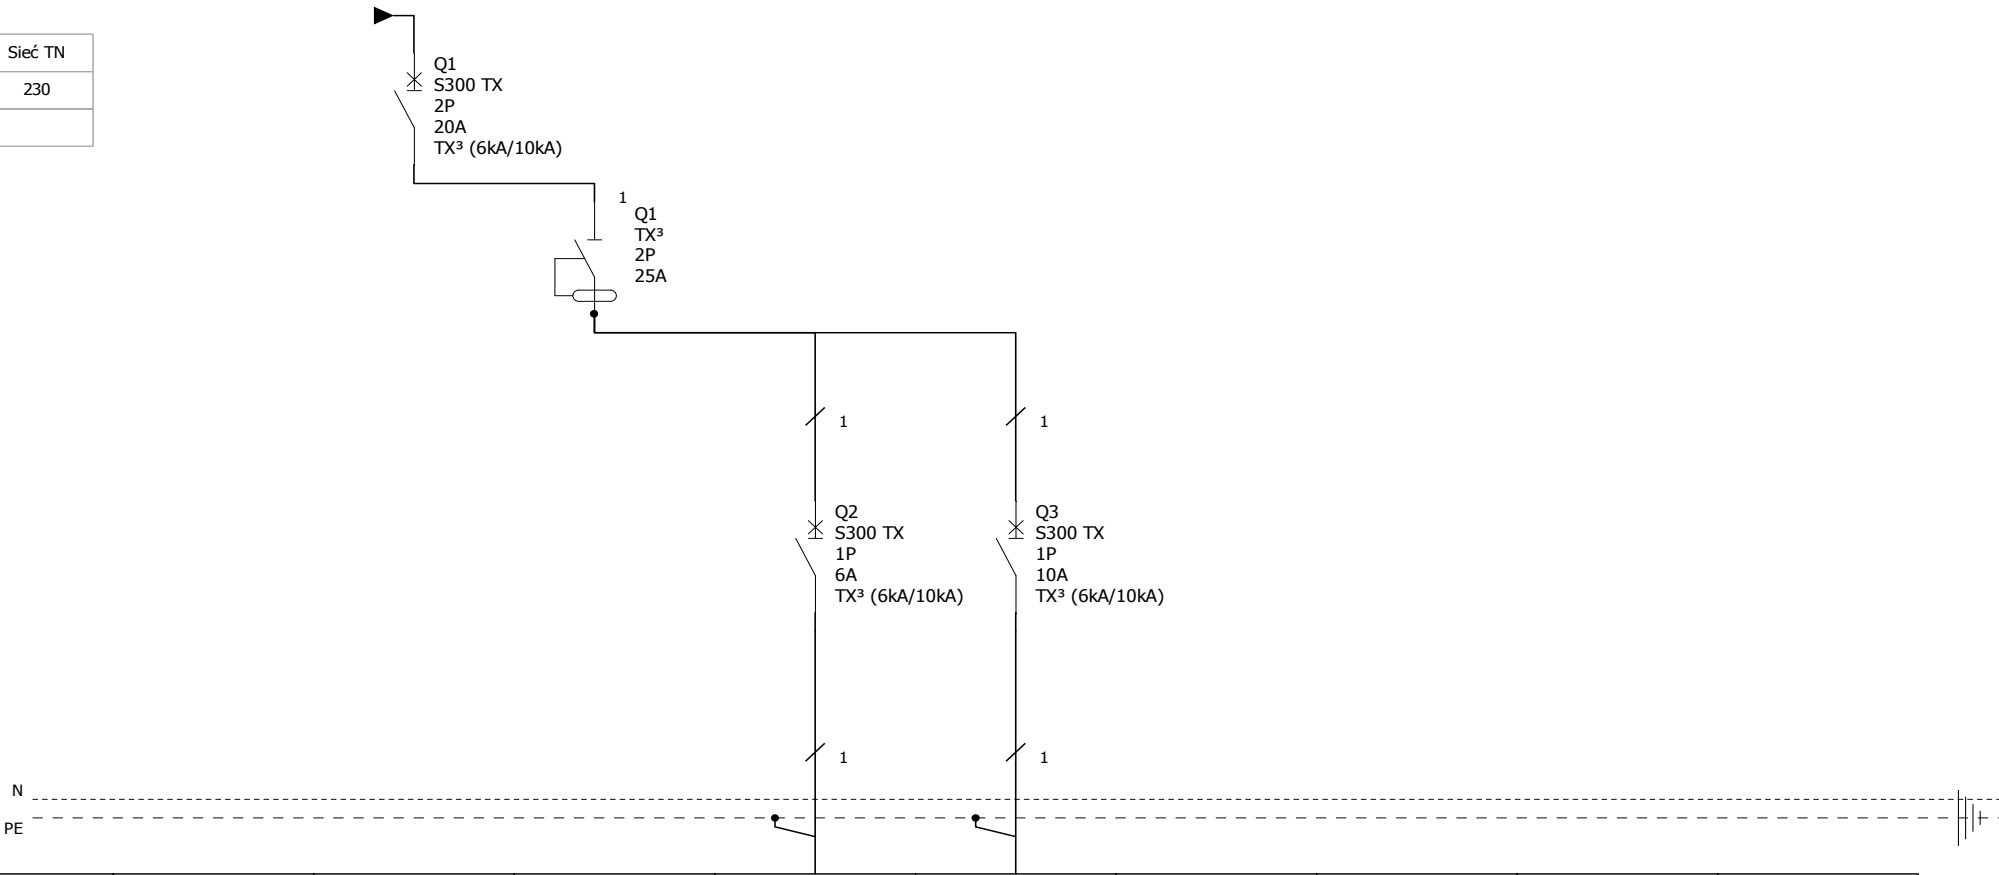 Sieć TN
230
Q1
S300 TX
2P
20A
TX³ (6kA/10kA)
1
Q1
TX³
2P
25A
1
1
Q2
S300 TX
1P
6A
TX³ (6kA/10kA)
Q3
S300 TX
1P
10A
TX³ (6kA/10kA)
1
1
N
PE